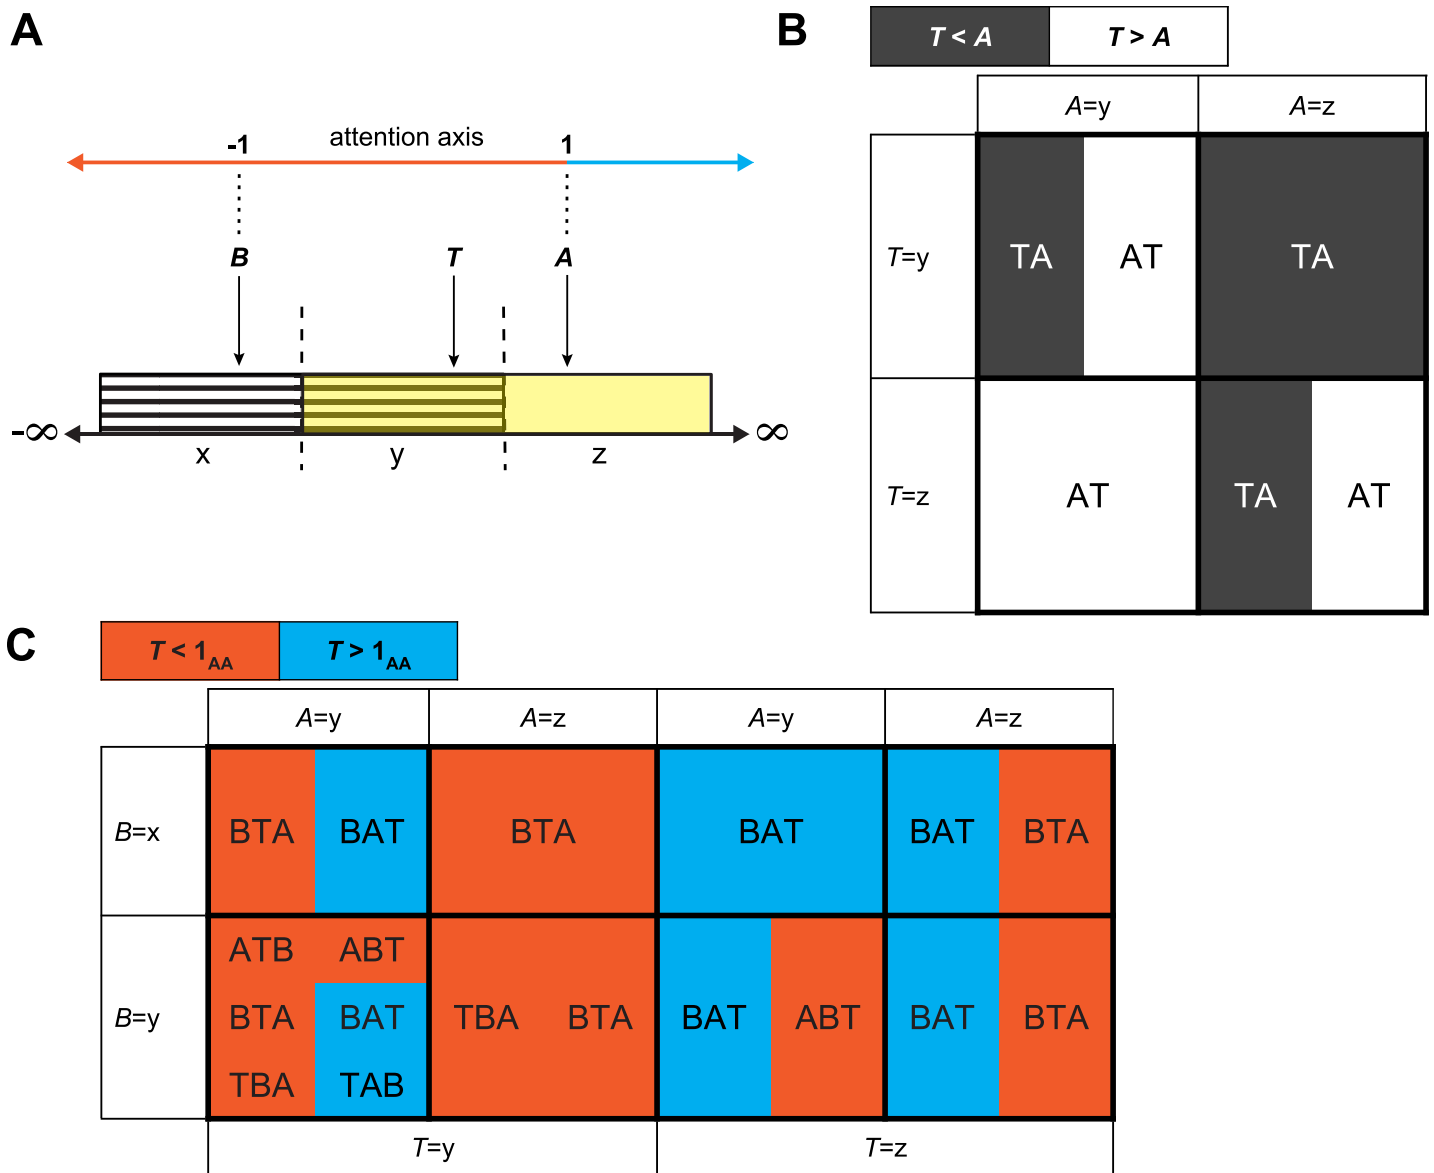 A
-1 attention axis 1
B T A
-∞ ∞
x y z
B
T < A T > A
A=y A=z
T=y TA AT TA
T=z AT TA AT
C
T < 1AA T > 1AA
A=y A=z A=y A=z
B=x BTA BAT BTA BAT BAT BTA
ATB ABT
B=y BTA BAT TBA BTA BAT ABT BAT BTA
TBA TAB
T=y T=z